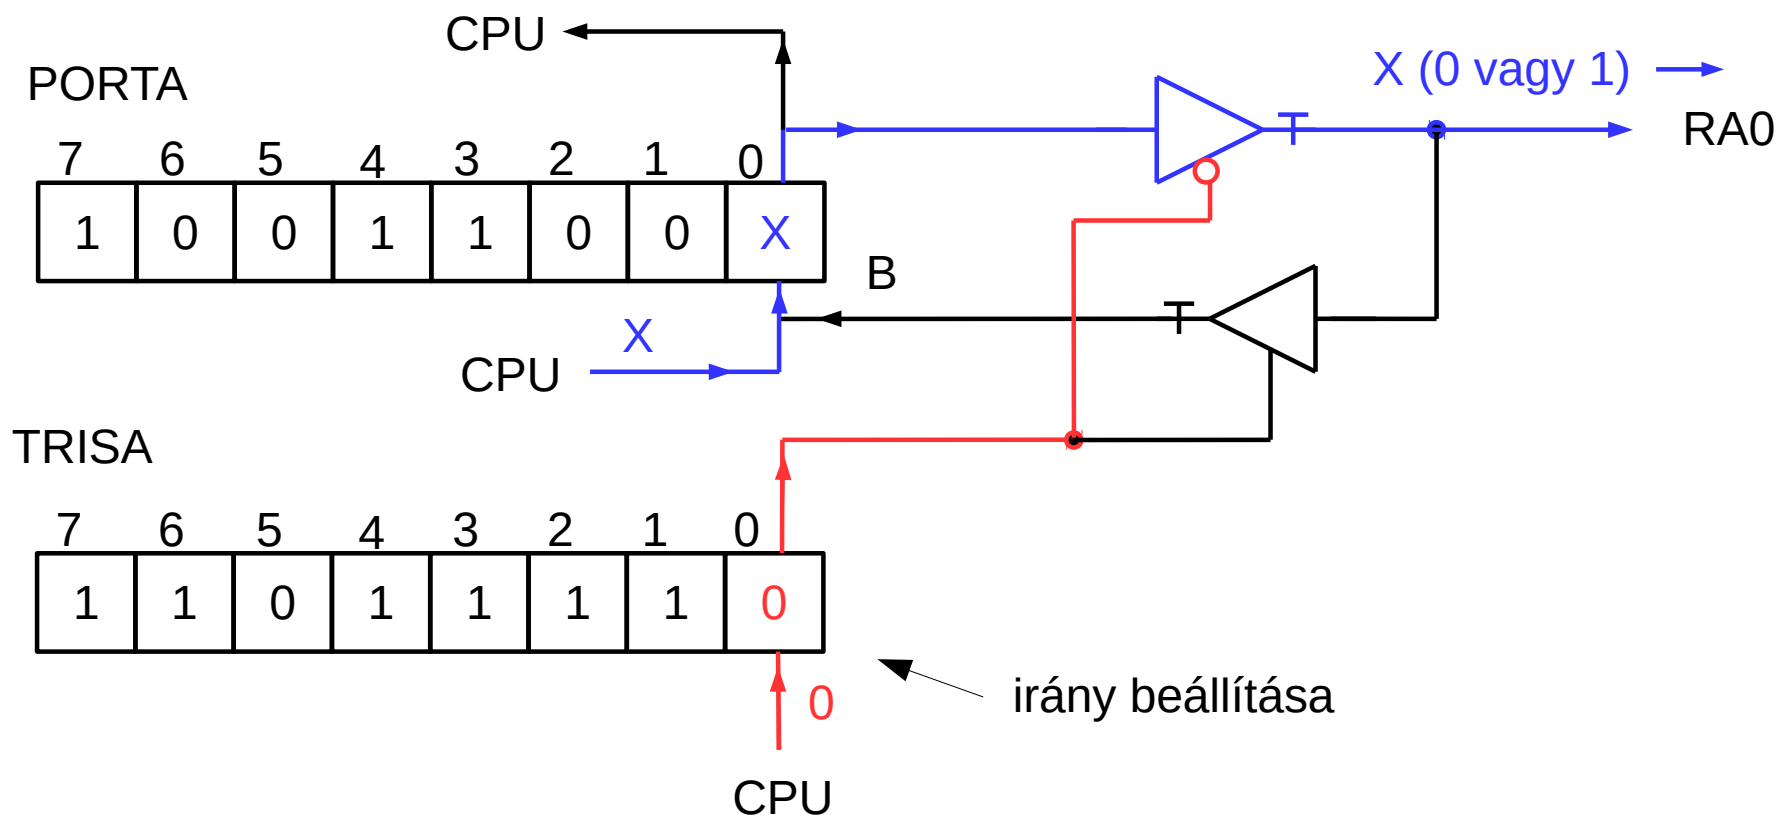 CPU
X (0 vagy 1)
PORTA
RA0
7 6 5 4 3 2 1 0
1 0 0 1 1 0 0 X
T
B
T
X
CPU
TRISA
7 6 5 4 3 2 1 0
1 1 0 1 1 1 1 0
0
irány beállítása
CPU